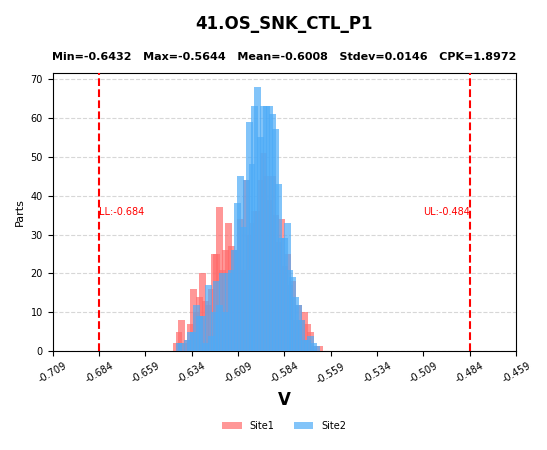 41.OS_SNK_CTL_P1
Min=-0.6432 Max=-0.5644 Mean=-0.6008 Stdev=0.0146 CPK=1.8972
70
60
50
40
30
20
10
0
Parts
LL:-0.684
UL:-0.484
-0.709 -0.684 -0.659 -0.634 -0.609 -0.584 -0.559 -0.534 -0.509 -0.484 -0.459
V
Site1 Site2